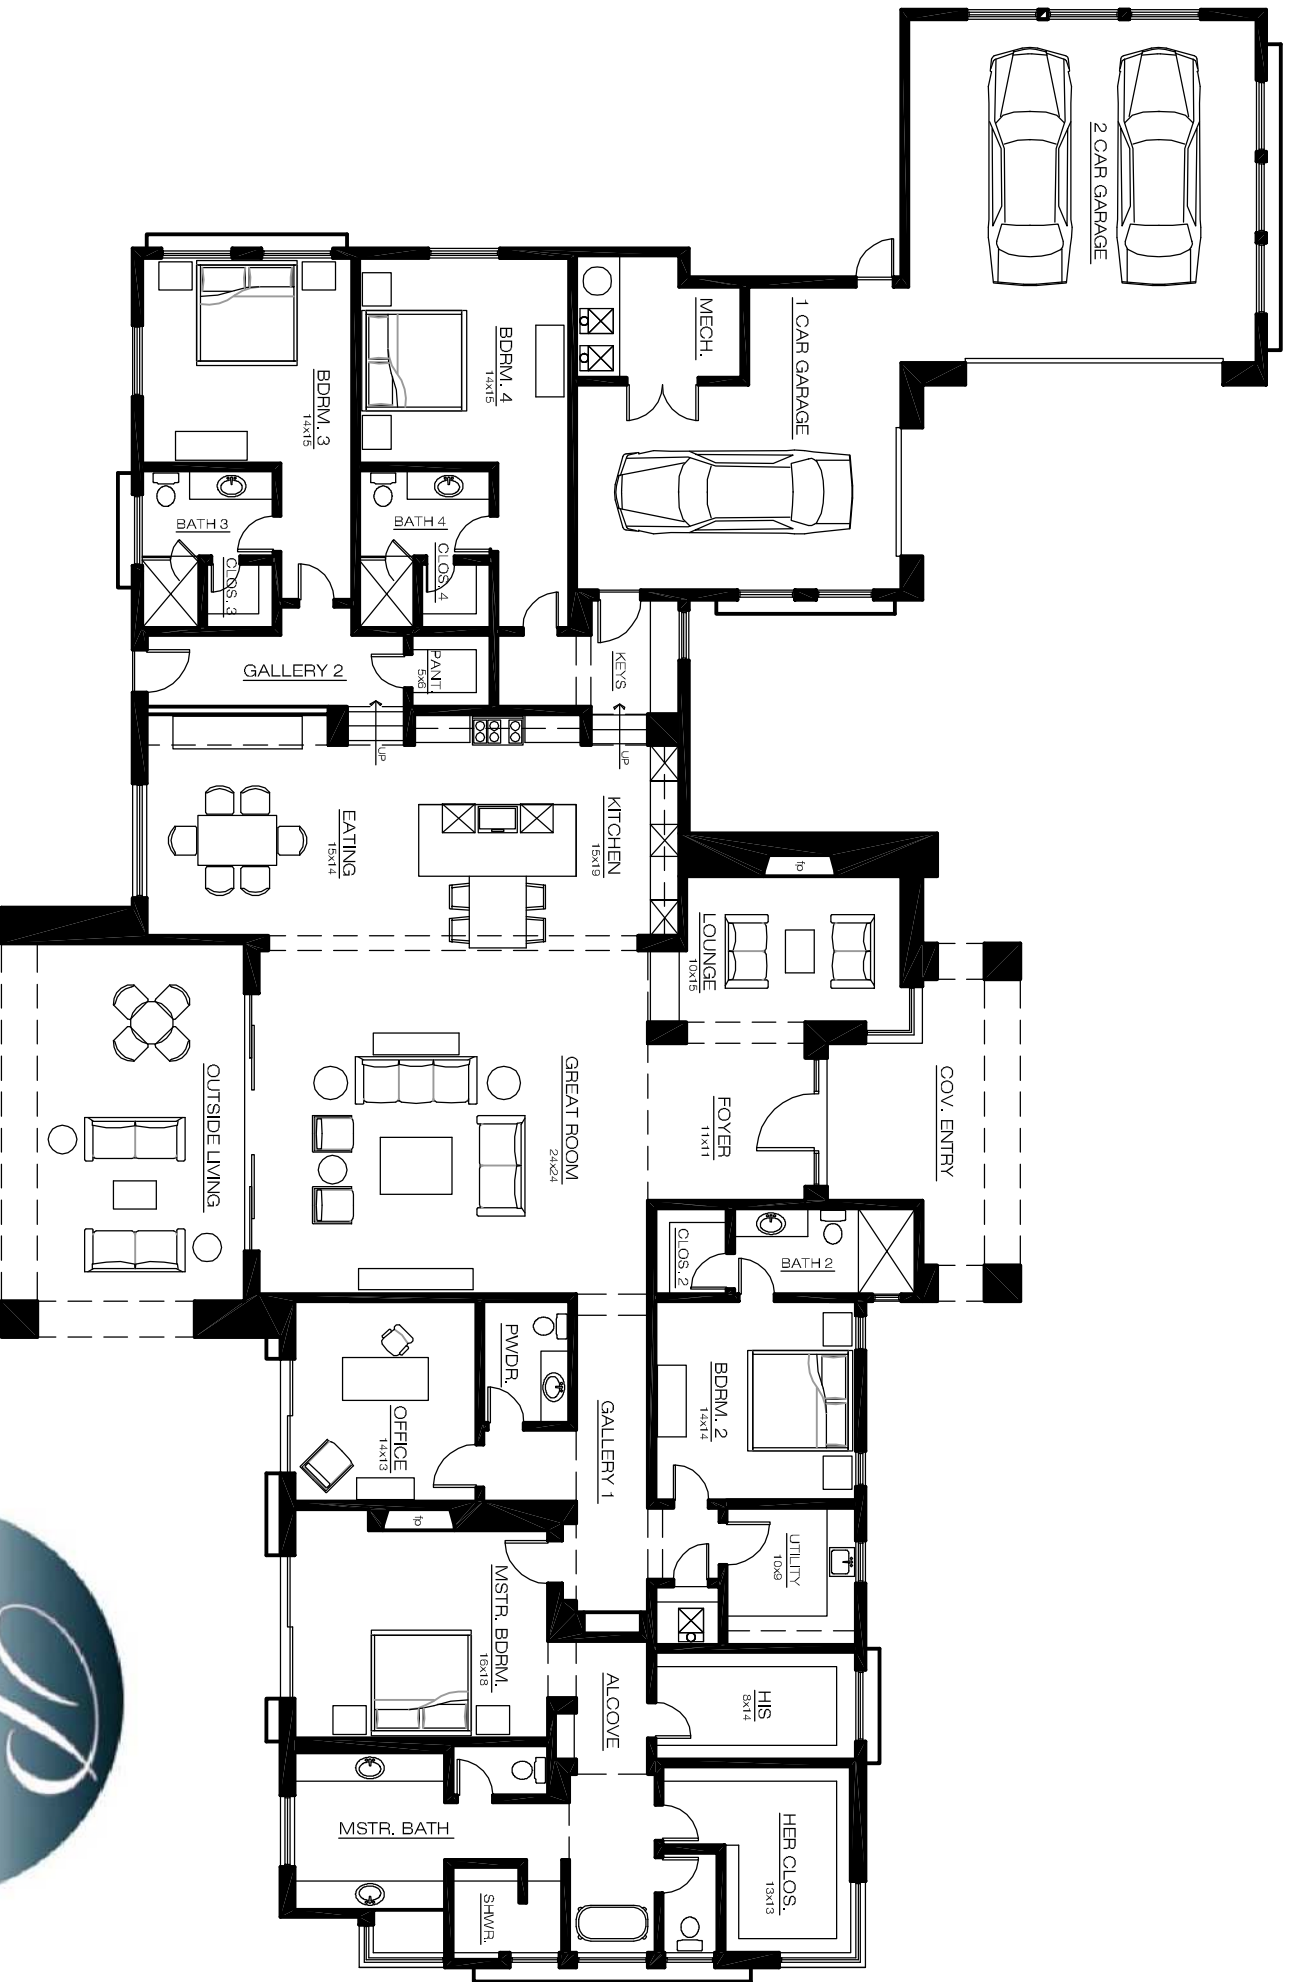 2 CAR GARAGE
1 CAR GARAGE
MECH.
BDRM. 4
14x15
BDRM. 3
14x15
BATH 3
BATH 4
CLOS. 3
CLOS. 4
KEYS
GALLERY 2
PANT.
5x6
UP
UP
KITCHEN
15x19
EATING
15x14
fp
LOUNGE
10x15
COV. ENTRY
FOYER
11x11
GREAT ROOM
24x24
OUTSIDE LIVING
CLOS. 2
BATH 2
BDRM. 2
14x14
PWDR.
GALLERY 1
OFFICE
14x13
fp
UTILITY
10x9
MSTR. BDRM.
16x18
ALCOVE
HIS
8x14
HER CLOS.
13x13
MSTR. BATH
SHWR.